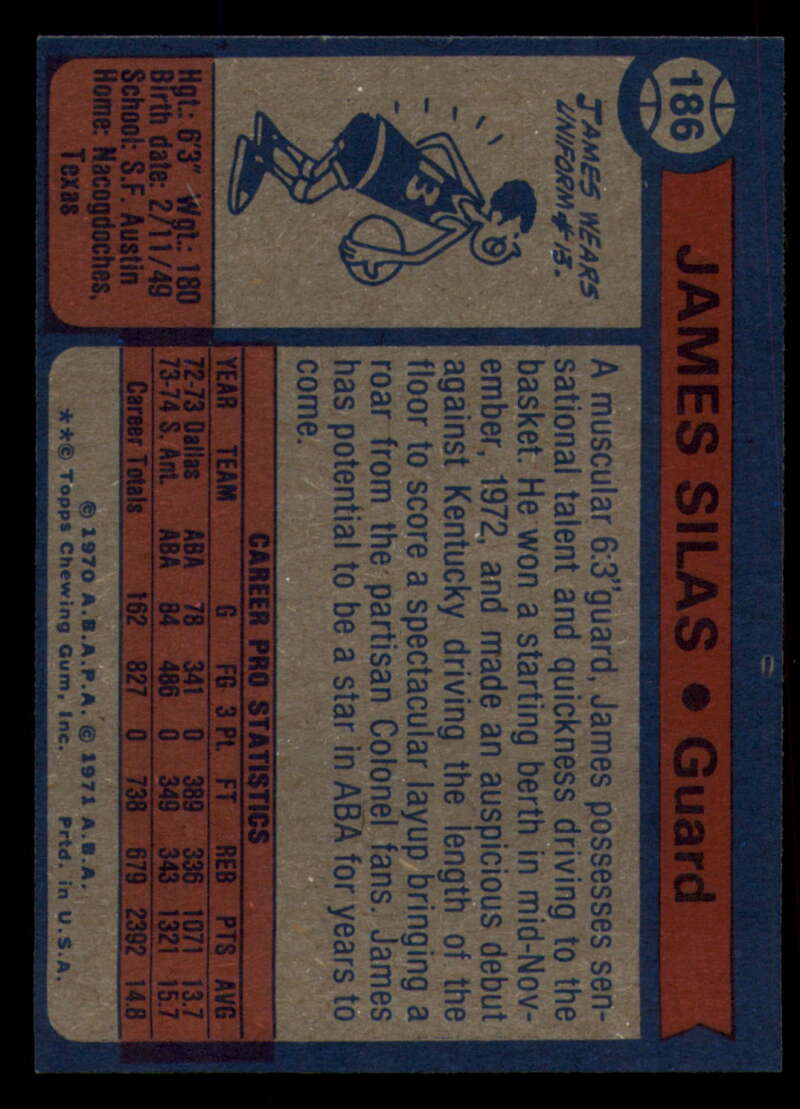 186
JAMES SILAS • Guard
JAMES WEARS
UNIFORM # 13.
13
Hgt.: 6'3" Wgt.: 180
Birth date: 2/11/49
School: S.F. Austin
Home: Nacogdoches,
Texas
A muscular 6:3" guard, James possesses sen-
sational talent and quickness driving to the
basket. He won a starting berth in mid-Nov-
ember, 1972, and made an auspicious debut
against Kentucky driving the length of the
floor to score a spectacular layup bringing a
roar from the partisan Colonel fans. James
has potential to be a star in ABA for years to
come.
CAREER PRO STATISTICS
YEAR TEAM G FG 3 Pt. FT REB PTS AVG
72-73 Dallas ABA 78 341 0 389 336 1071 13.7
73-74 S. Ant. ABA 84 486 0 349 343 1321 15.7
Career Totals 162 827 0 738 679 2392 14.8
© 1970 A.B.A.P.A. © 1971 A.B.A.
**© Topps Chewing Gum, Inc. Prtd. in U.S.A.